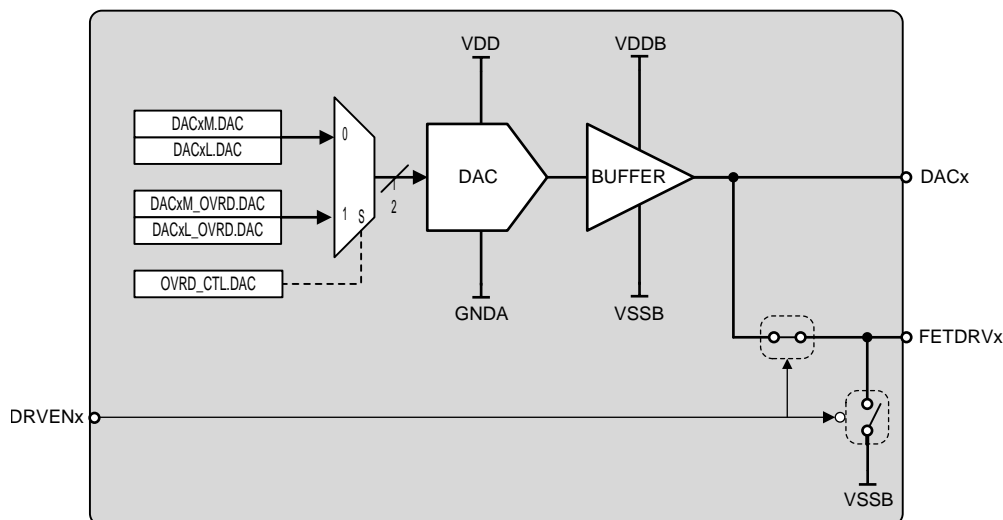 VDD
VDDB
DACxM.DAC
DACxL.DAC
0
DAC
BUFFER
DACx
2
DACxM_OVRD.DAC
DACxL_OVRD.DAC
1
S
OVRD_CTL.DAC
GNDA
VSSB
FETDRVx
DRVENx
VSSB